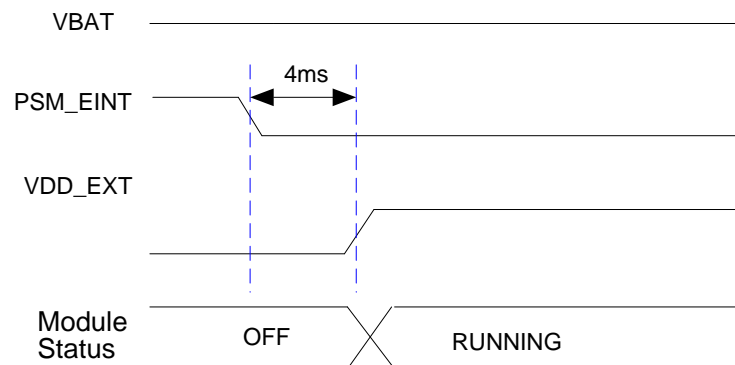 VBAT
4ms
PSM_EINT
VDD_EXT
Module
Status
OFF
RUNNING